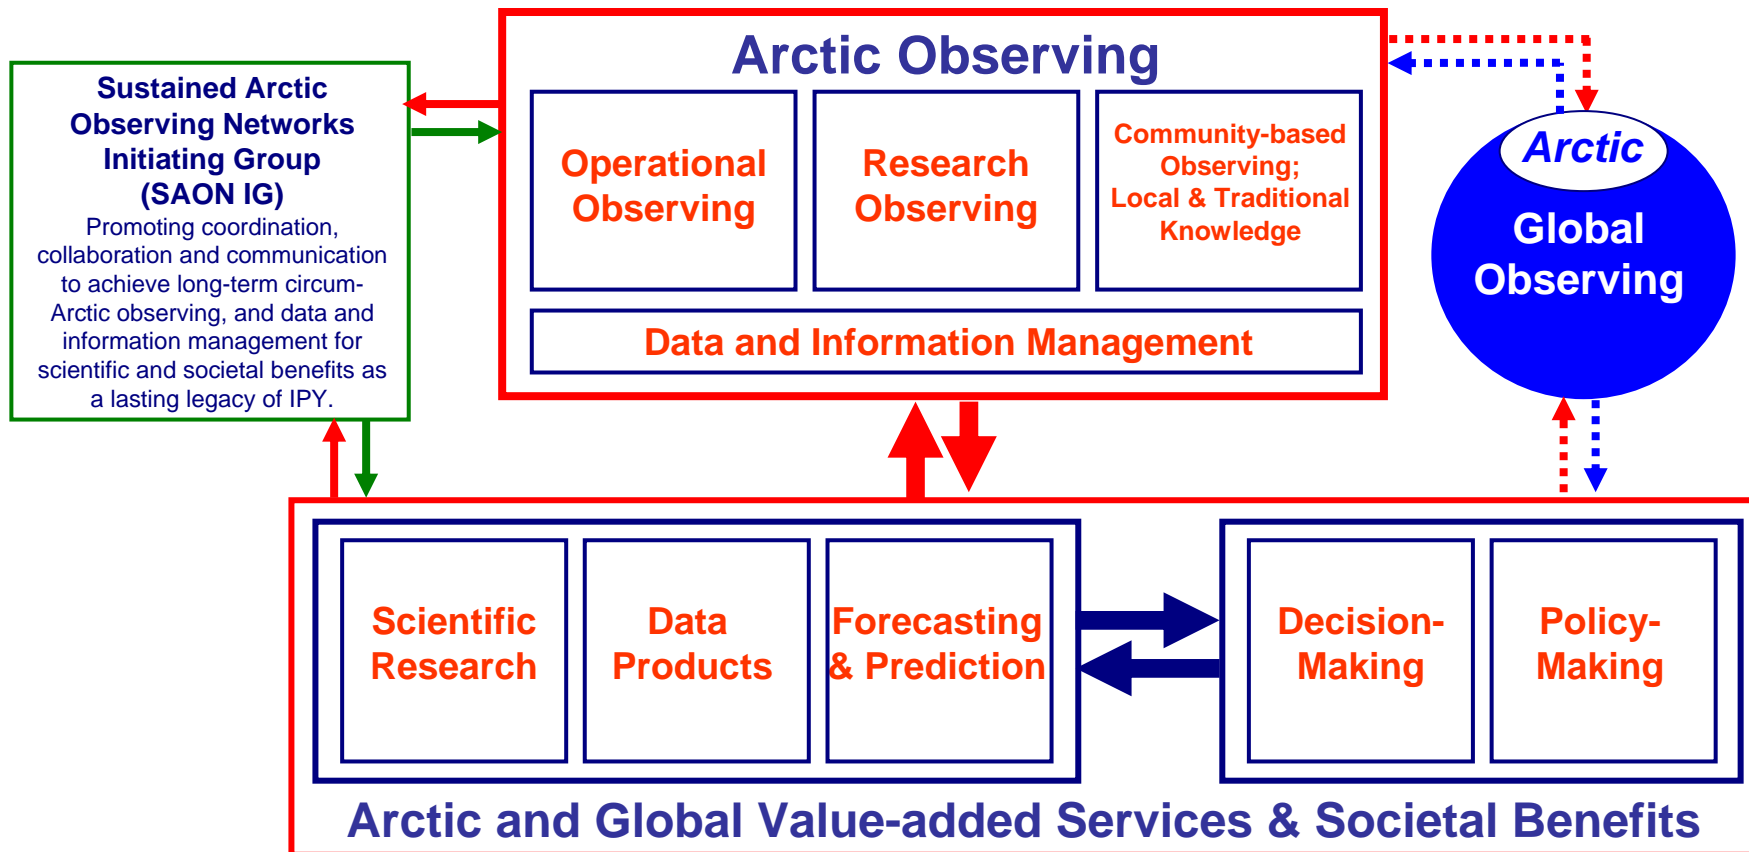 Arctic Observing
Sustained Arctic
Observing Networks
Initiating Group
(SAON IG)
Promoting coordination,
collaboration and communication
to achieve long-term circum-
Arctic observing, and data and
information management for
scientific and societal benefits as
a lasting legacy of IPY.
Operational
Observing
Research
Observing
Community-based
Observing;
Local & Traditional
Knowledge
Data and Information Management
Arctic
Global
Observing
Scientific
Research
Data
Products
Forecasting
& Prediction
Decision-
Making
Policy-
Making
Arctic and Global Value-added Services & Societal Benefits